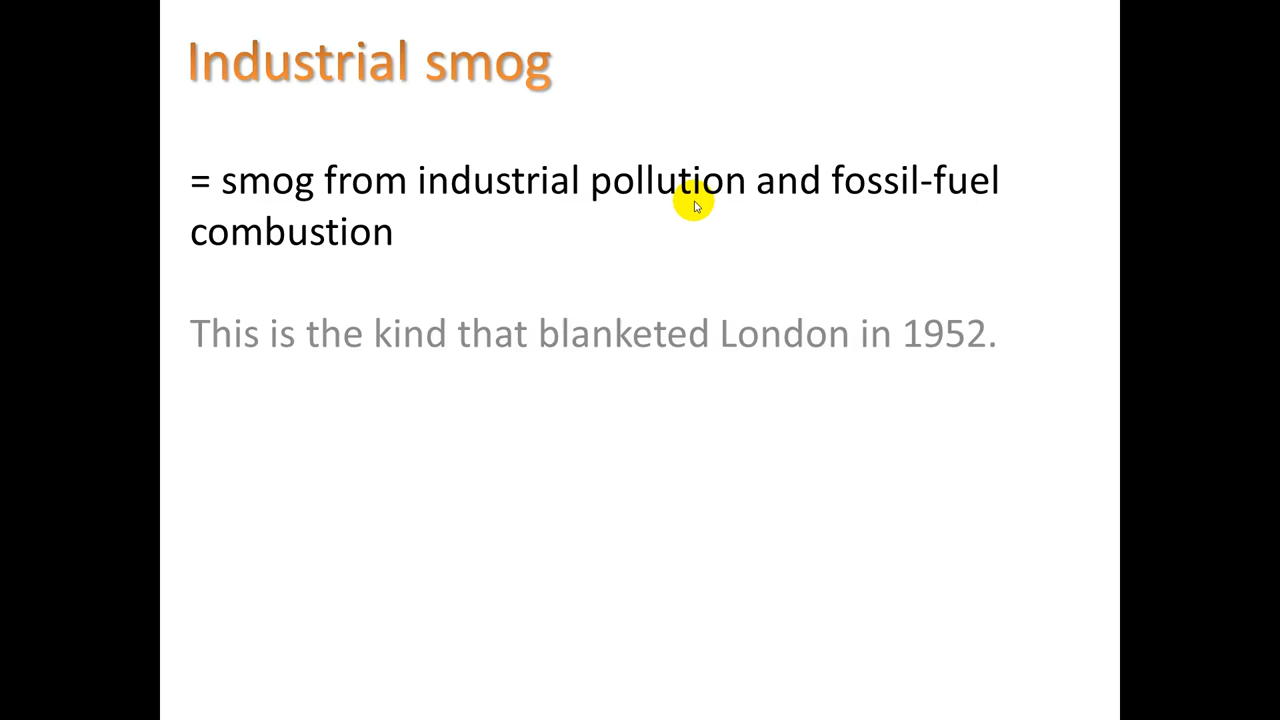 Industrial smog
= smog from industrial pollution and fossil-fuel
combustion
This is the kind that blanketed London in 1952.